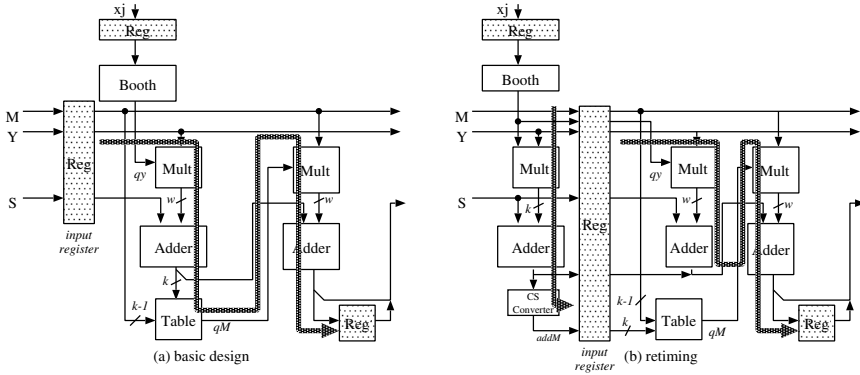 xj
Reg
Booth
M
Y
Reg
S
input
register
qy
Mult
w
Adder
k
k-1
Table
qM
Mult
w
Adder
Reg
(a) basic design
xj
Reg
Booth
M
Y
S
Mult
k
Adder
CS
Converter
addM
Reg
input
register
qy
Mult
w
Adder
k-1
k
Table
qM
Mult
w
Adder
Reg
(b) retiming